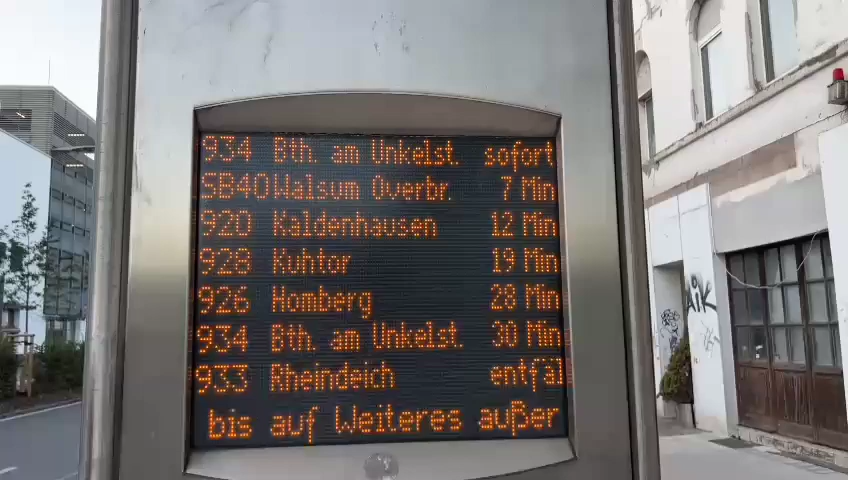 934 Bth. am Unkelst. sofort
SB40 Walsum Overbr. 7 Min
920 Kaldenhausen 12 Min
928 Kuhtor 19 Min
926 Homberg 28 Min
934 Bth. am Unkelst. 30 Min
933 Rheindeich entfäl
bis auf Weiteres außer